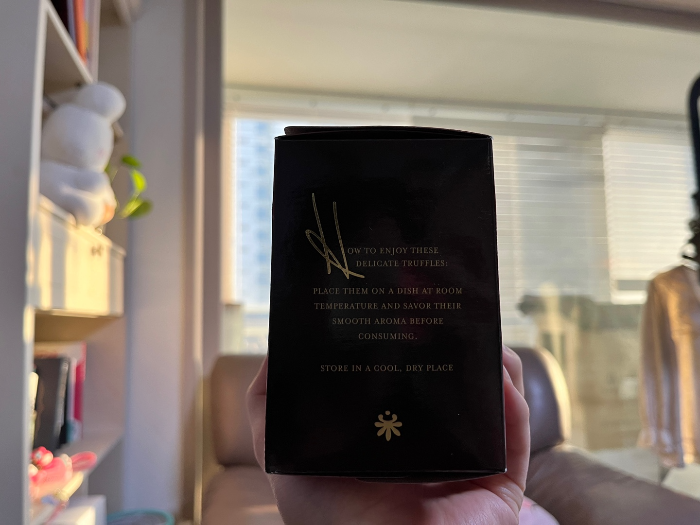 HOW TO ENJOY THESE
DELICATE TRUFFLES:
PLACE THEM ON A DISH AT ROOM
TEMPERATURE AND SAVOR THEIR
SMOOTH AROMA BEFORE
CONSUMING.
STORE IN A COOL, DRY PLACE